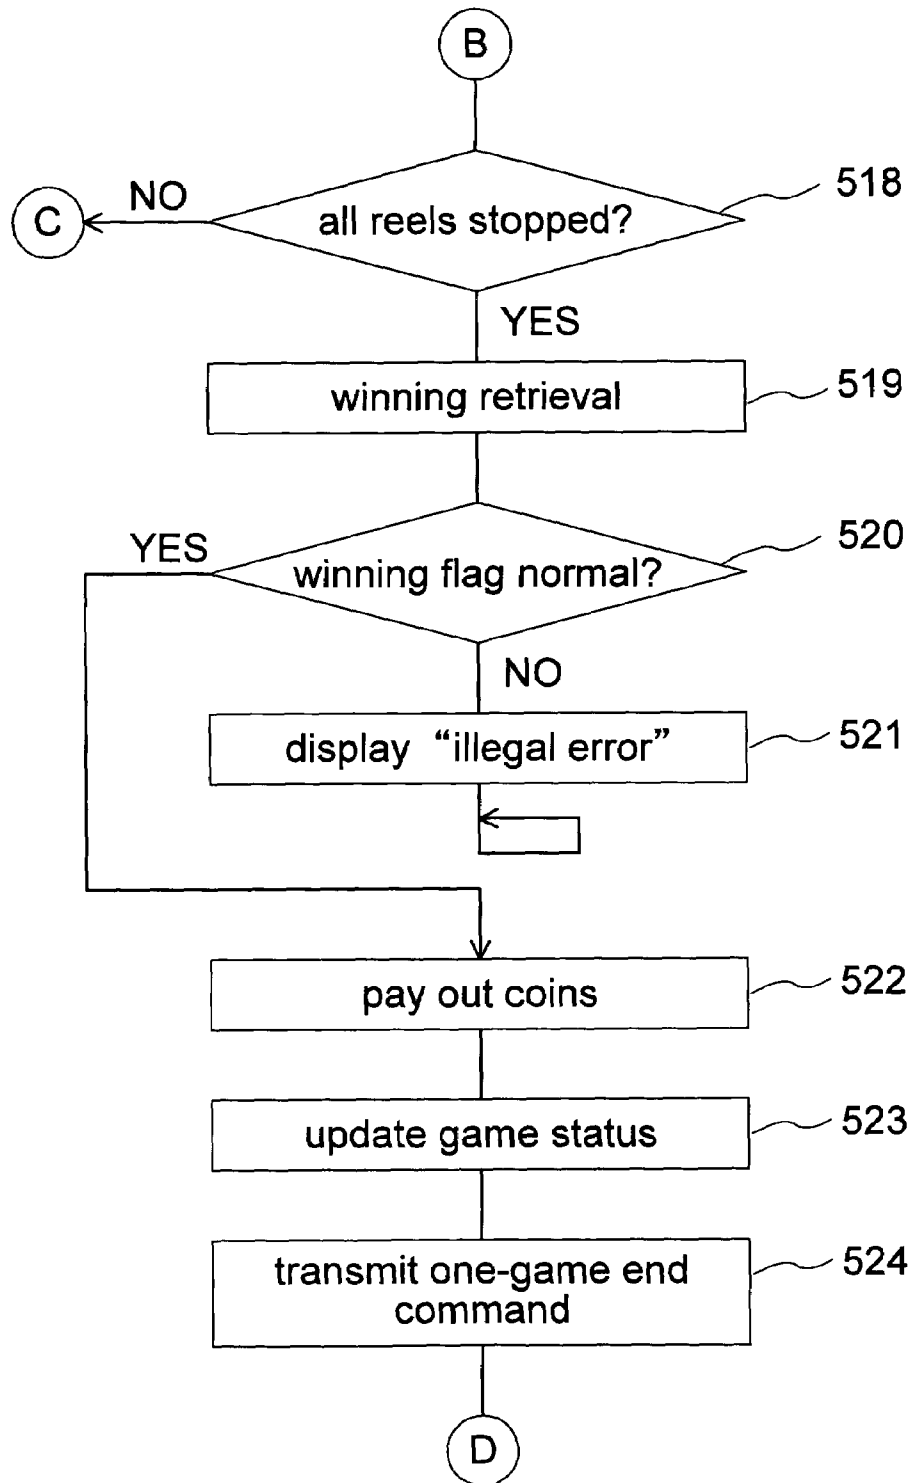 B
518
NO
C
all reels stopped?
YES
winning retrieval
519
YES
520
winning flag normal?
NO
display “illegal error”
521
pay out coins
522
update game status
523
transmit one-game end
command
524
D